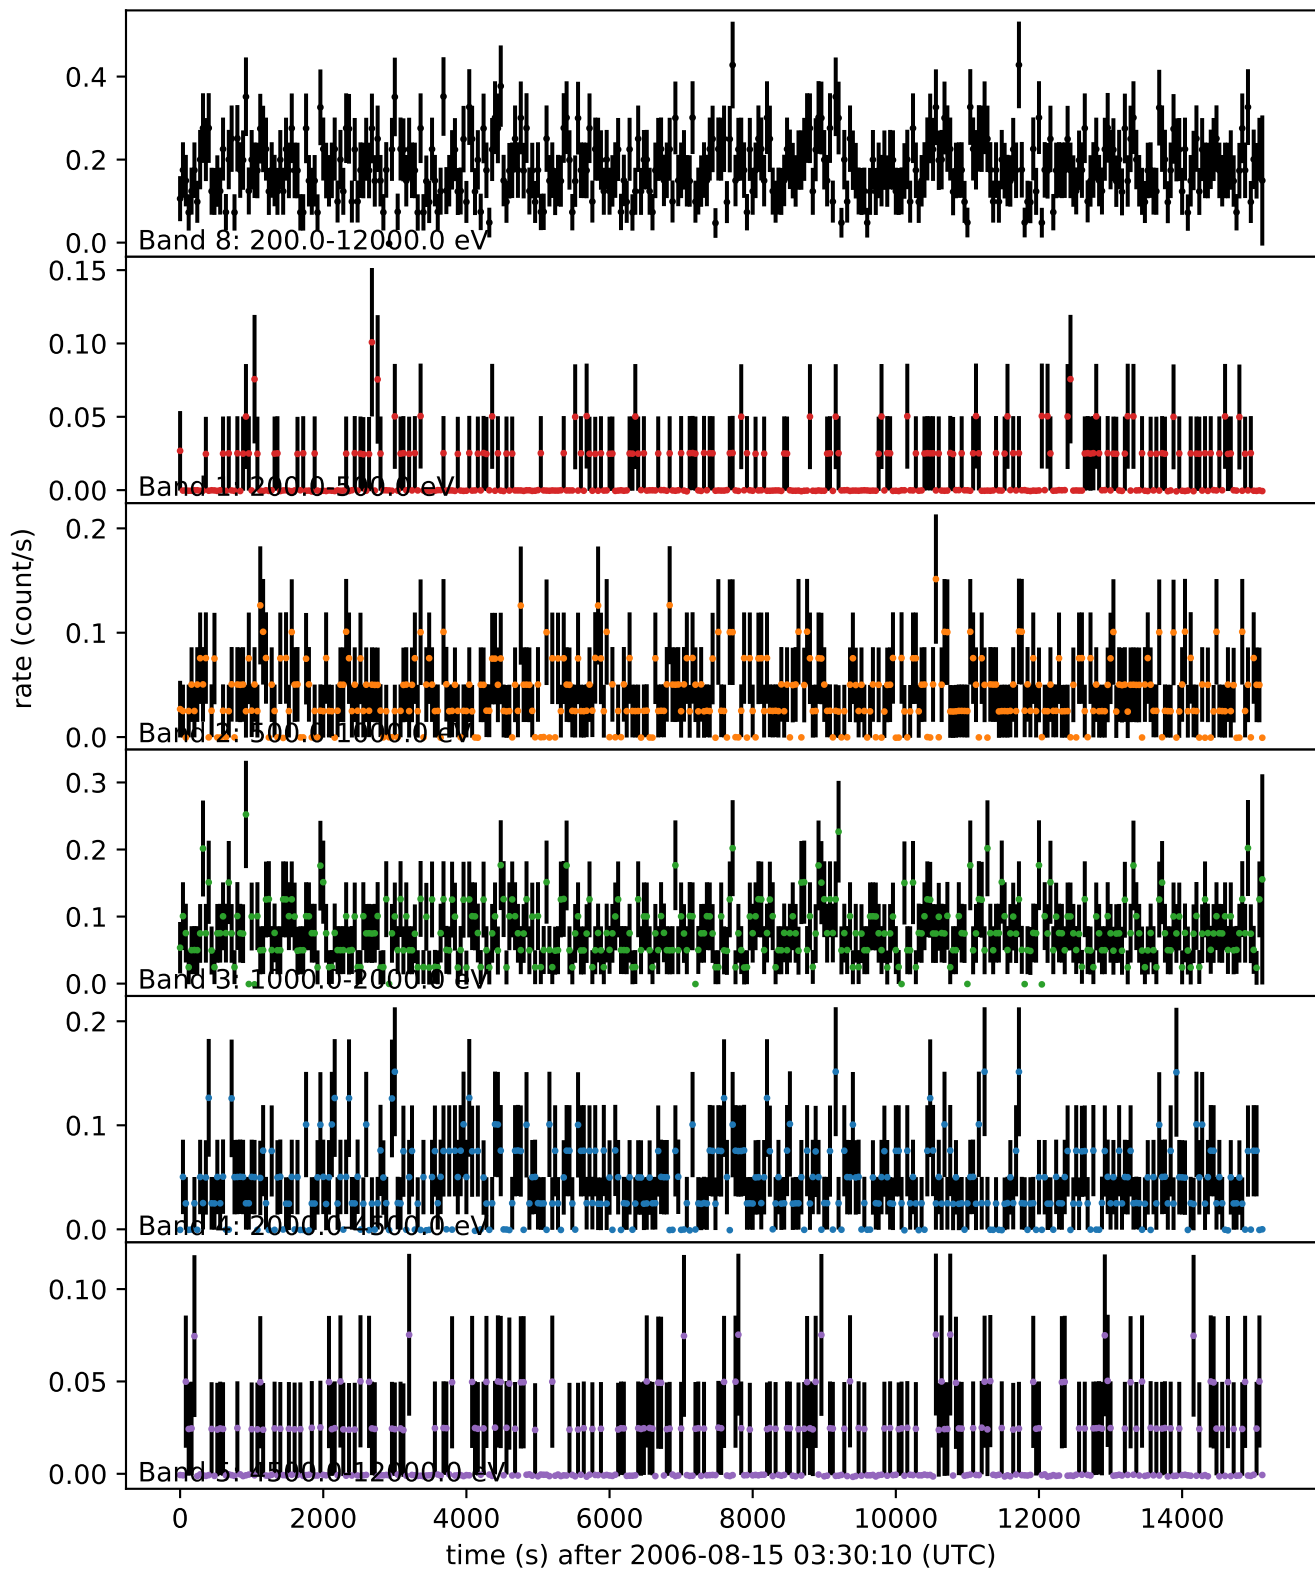 0.4
0.2
0.0
Band 8: 200.0-12000.0 eV
0.15
0.10
0.05
0.00
Band 1: 200.0-500.0 eV
rate (count/s)
0.2
0.1
0.0
Band 2: 500.0-1000.0 eV
0.3
0.2
0.1
0.0
Band 3: 1000.0-2000.0 eV
0.2
0.1
0.0
Band 4: 2000.0-4500.0 eV
0.10
0.05
0.00
Band 5: 4500.0-12000.0 eV
0 2000 4000 6000 8000 10000 12000 14000
time (s) after 2006-08-15 03:30:10 (UTC)